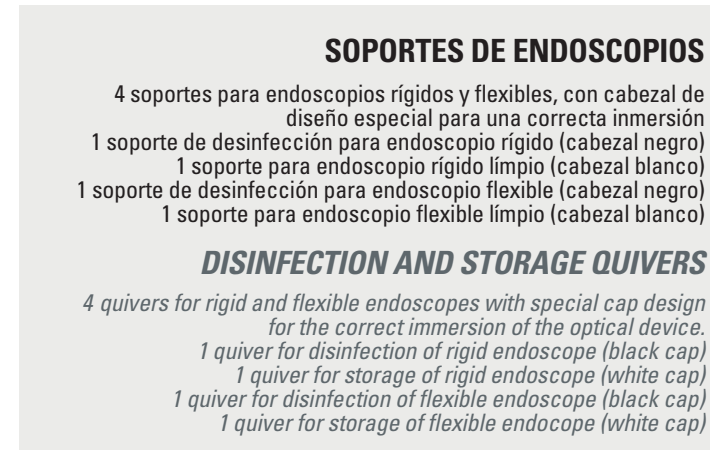 SOPORTES DE ENDOSCOPIOS
4 soportes para endoscopios rígidos y flexibles, con cabezal de
diseño especial para una correcta inmersión
1 soporte de desinfección para endoscopio rígido (cabezal negro)
1 soporte para endoscopio rígido límpio (cabezal blanco)
1 soporte de desinfección para endoscopio flexible (cabezal negro)
1 soporte para endoscopio flexible límpio (cabezal blanco)
DISINFECTION AND STORAGE QUIVERS
4 quivers for rigid and flexible endoscopes with special cap design
for the correct immersion of the optical device.
1 quiver for disinfection of rigid endoscope (black cap)
1 quiver for storage of rigid endoscope (white cap)
1 quiver for disinfection of flexible endoscope (black cap)
1 quiver for storage of flexible endocope (white cap)